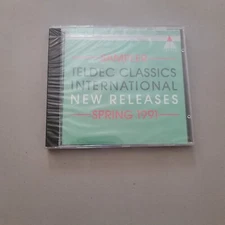 TELDEC CLASSICS
INTERNATIONAL
NEW RELEASES
SPRING 1991